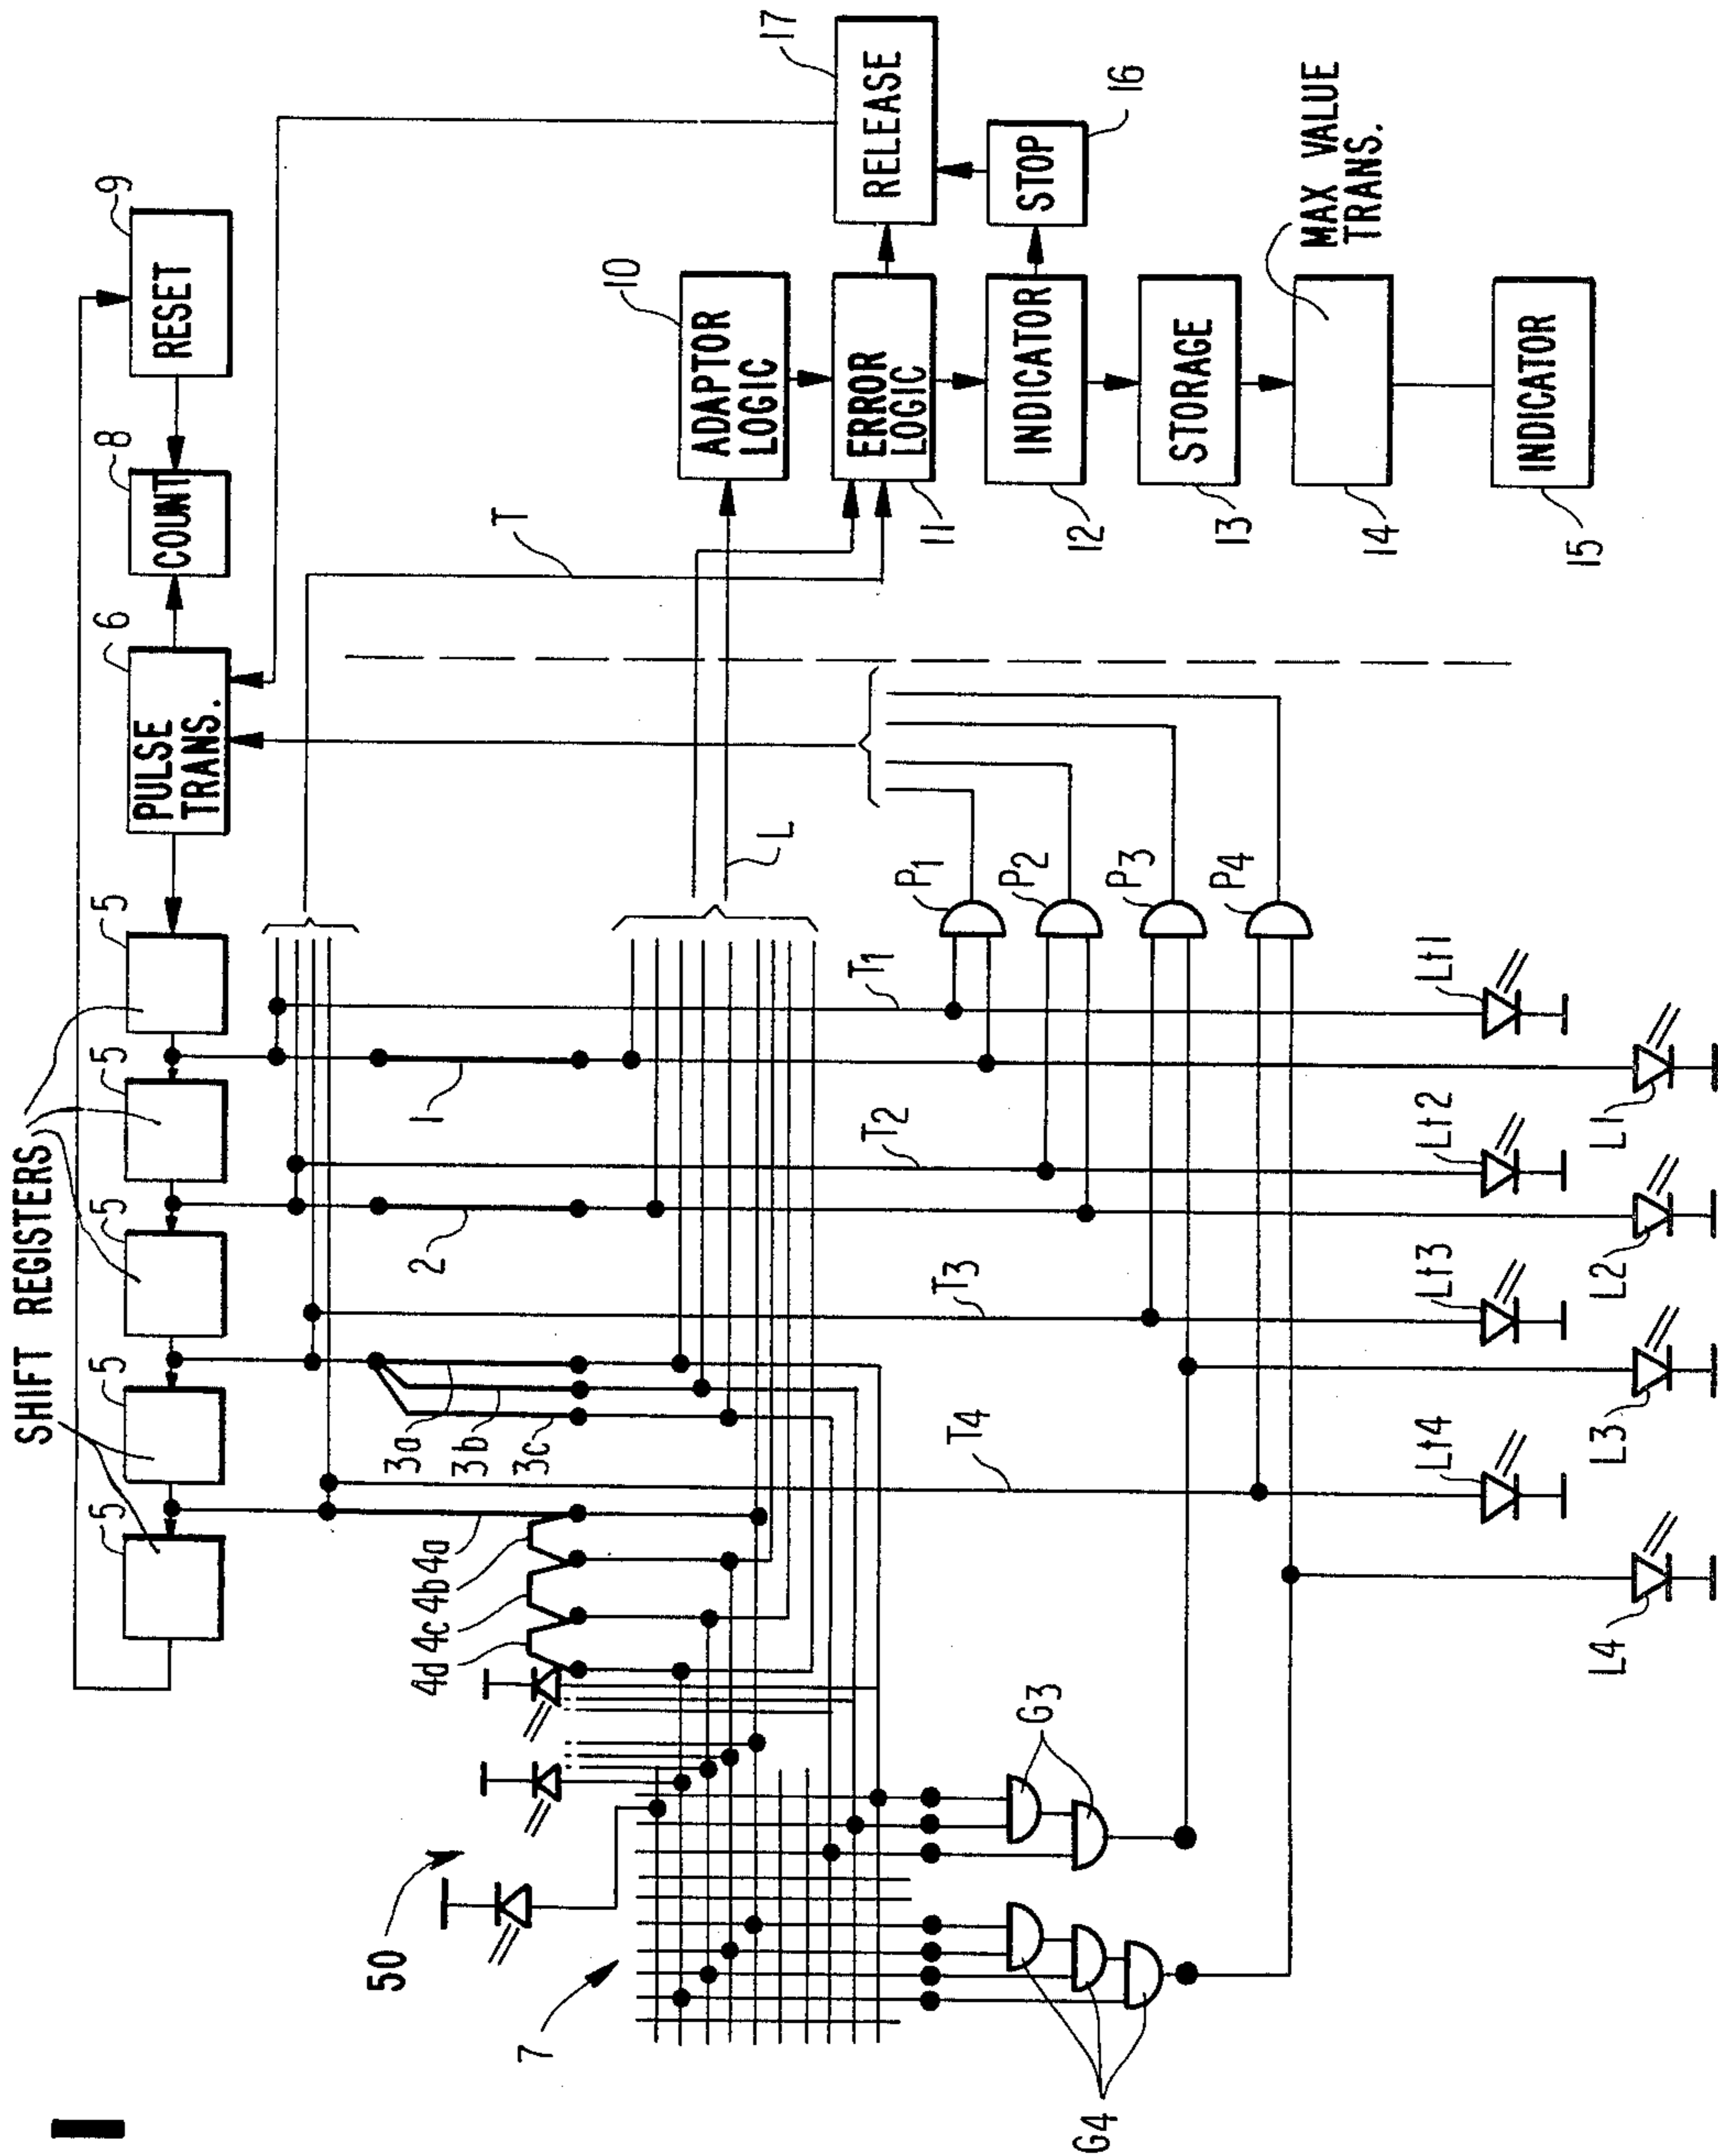 SHIFT REGISTERS
5
5
5
5
5
PULSE
TRANS.
6
COUNT
8
RESET
9
T
L
ADAPTOR
LOGIC
10
ERROR
LOGIC
11
INDICATOR
12
STORAGE
13
14
MAX VALUE
TRANS.
INDICATOR
15
STOP
16
RELEASE
17
1
2
3a
3b
3c
4a
4b
4c
4d
T1
T2
T3
T4
P1
P2
P3
P4
Lt1
Lt2
Lt3
Lt4
L1
L2
L3
L4
50
7
G3
G4